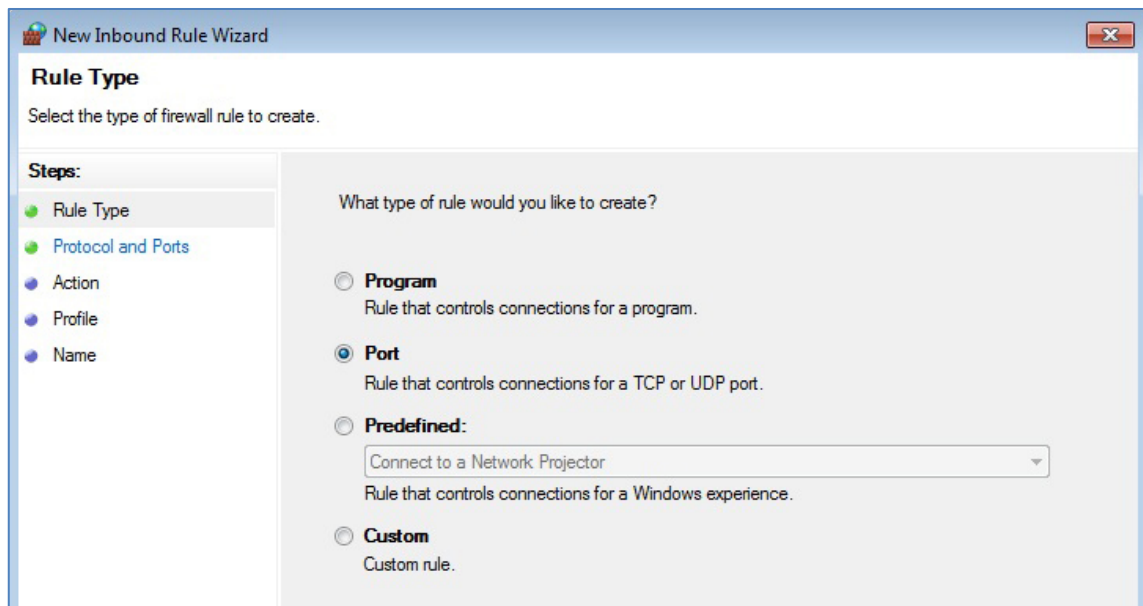 New Inbound Rule Wizard
Rule Type
Select the type of firewall rule to create.
Steps:
Rule Type
Protocol and Ports
Action
Profile
Name
What type of rule would you like to create?
Program
Rule that controls connections for a program.
Port
Rule that controls connections for a TCP or UDP port.
Predefined:
Connect to a Network Projector
Rule that controls connections for a Windows experience.
Custom
Custom rule.